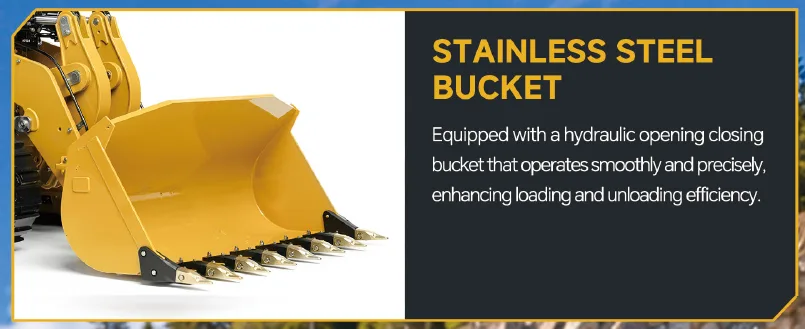 STAINLESS STEEL
BUCKET
Equipped with a hydraulic opening closing
bucket that operates smoothly and precisely,
enhancing loading and unloading efficiency.